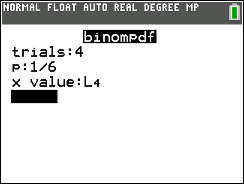 NORMAL FLOAT AUTO REAL DEGREE MP
binompdf
trials:4
p:1/6
x value:L₄